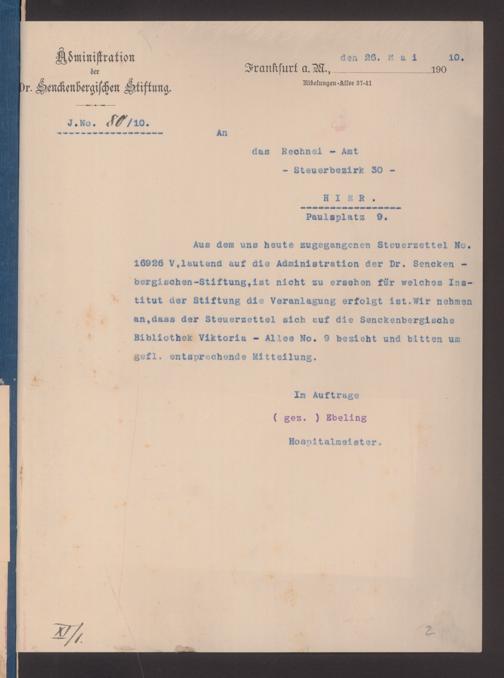 Administration
der
Dr. Senckenbergischen Stiftung.
J.No. 80/10.
den 26. M a i 10.
Frankfurt a. M., 190
Nibelungen-Allee 37-41
An
das Rechnei - Amt
- Steuerbezirk 30 -
H I E R .
Paulsplatz 9.
Aus dem uns heute zugegangenen Steuerzettel No.
16926 V,lautend auf die Administration der Dr. Sencken -
bergischen-Stiftung,ist nicht zu ersehen für welches Ins-
titut der Stiftung die Veranlagung erfolgt ist.Wir nehmen
an,dass der Steuerzettel sich auf die Senckenbergische
Bibliothek Viktoria - Allee No. 9 bezieht und bitten um
gefl. entsprechende Mitteilung.
In Auftrage
( gez. ) Ebeling
Hospitalmeister.
XI/1.
2